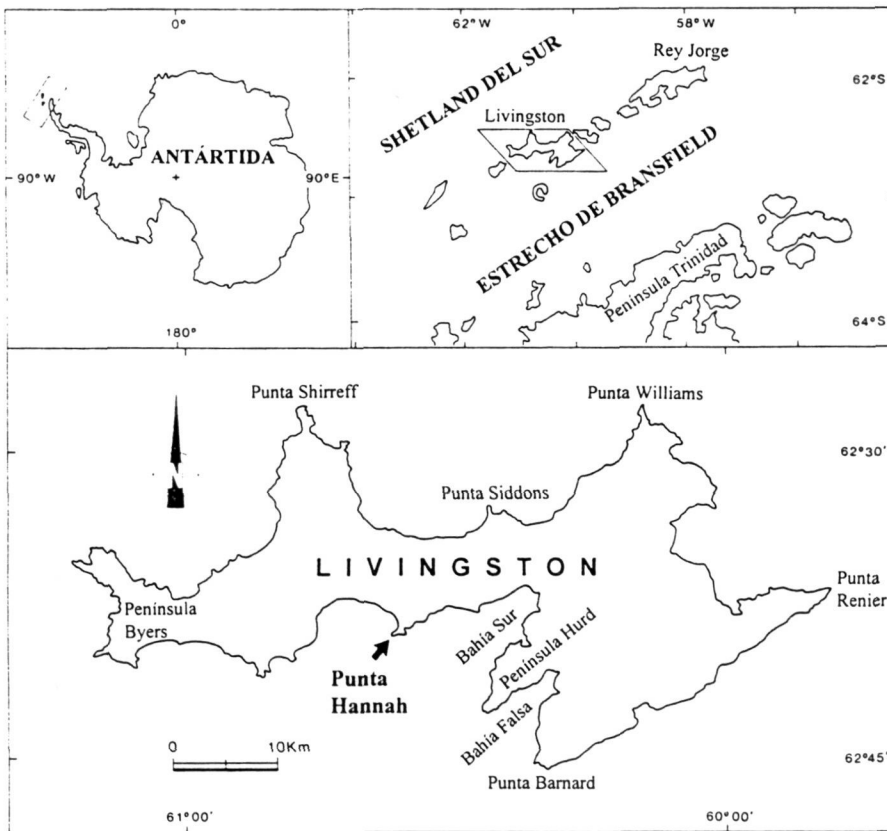 0°
ANTÁRTIDA
90°W
90°E
180°
62°W
58°W
Rey Jorge
62°S
SHETLAND DEL SUR
Livingston
ESTRECHO DE BRANSFIELD
Peninsula Trinidad
64°S
Punta Shirreff
Punta Williams
62°30'
Punta Siddons
LIVINGSTON
Península
Byers
Punta
Renier
Bahia Sur
Peninsula Hurd
Punta
Hannah
Bahia Falsa
0
10Km
Punta Barnard
62°45'
61°00'
60°00'